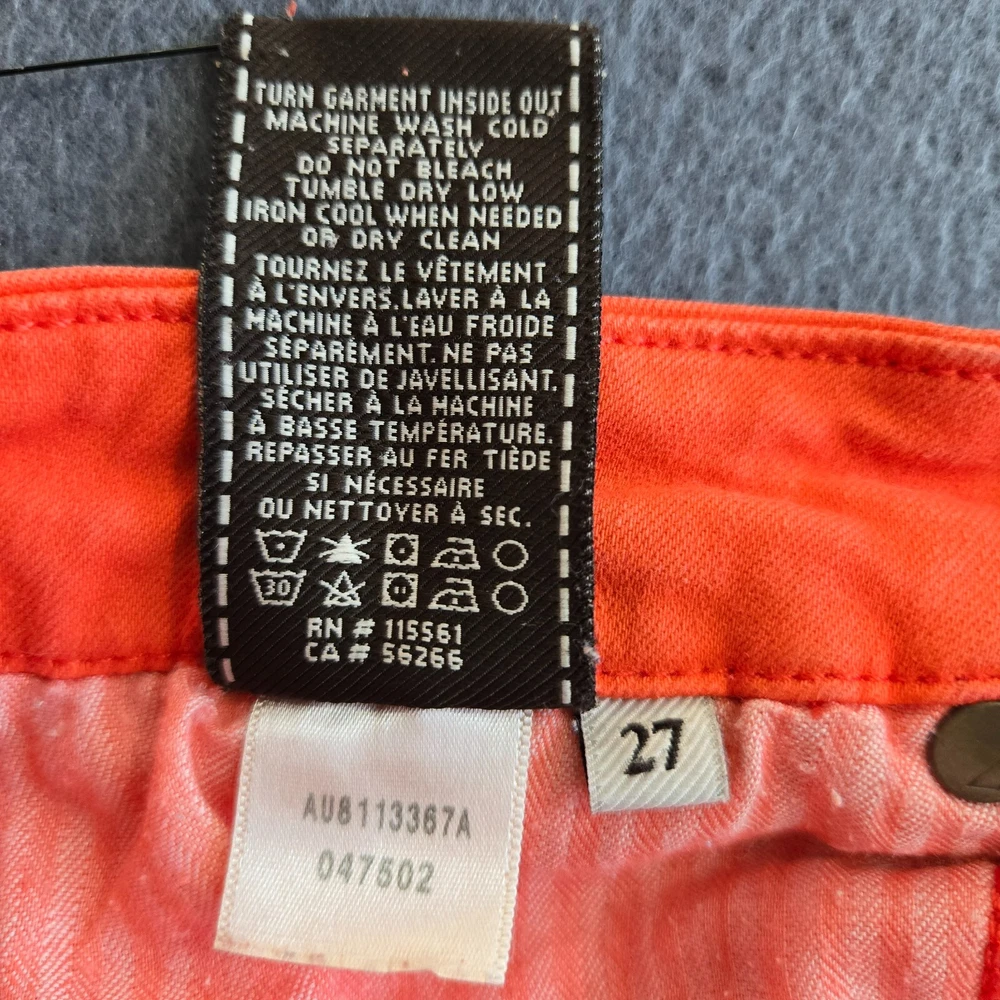 TURN GARMENT INSIDE OUT
MACHINE WASH COLD
SEPARATELY
DO NOT BLEACH
TUMBLE DRY LOW
IRON COOL WHEN NEEDED
OR DRY CLEAN
TOURNEZ LE VÊTEMENT
À L'ENVERS. LAVER À LA
MACHINE À L'EAU FROIDE
SÉPARÉMENT. NE PAS
UTILISER DE JAVELLISANT.
SÉCHER À LA MACHINE
À BASSE TEMPÉRATURE.
REPASSER AU FER TIÈDE
SI NÉCESSAIRE
OU NETTOYER À SEC.
30
RN # 115561
CA # 56266
27
AU8113367A
047502